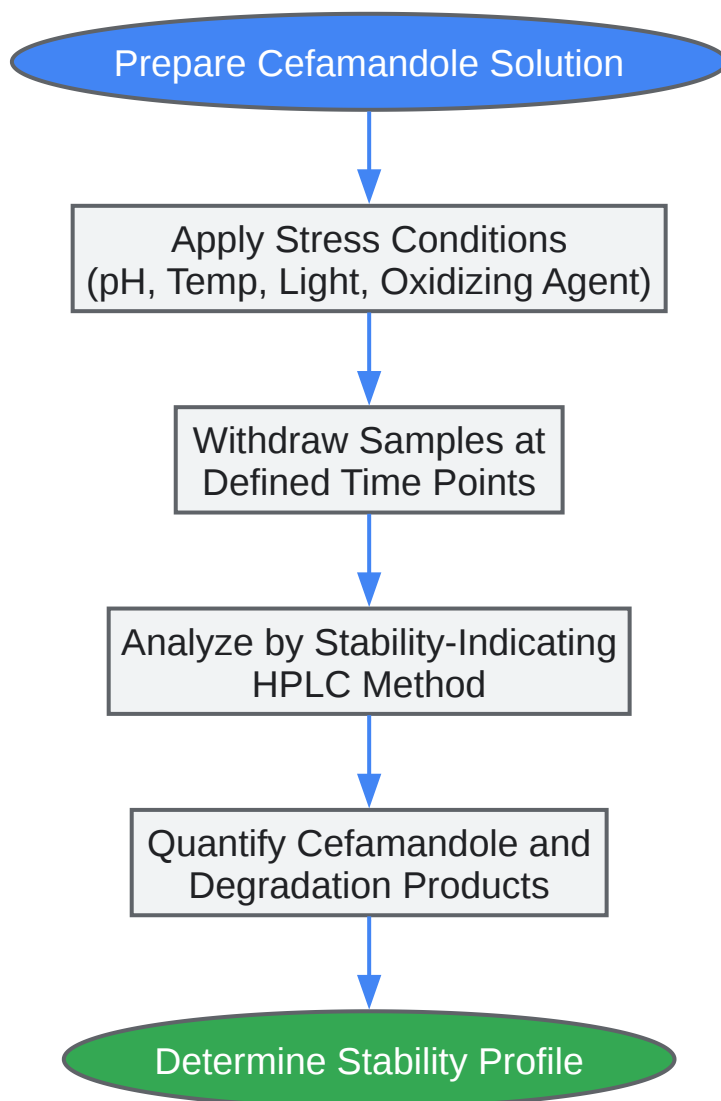 Prepare Cefamandole Solution
Apply Stress Conditions
(pH, Temp, Light, Oxidizing Agent)
Withdraw Samples at
Defined Time Points
Analyze by Stability-Indicating
HPLC Method
Quantify Cefamandole and
Degradation Products
Determine Stability Profile